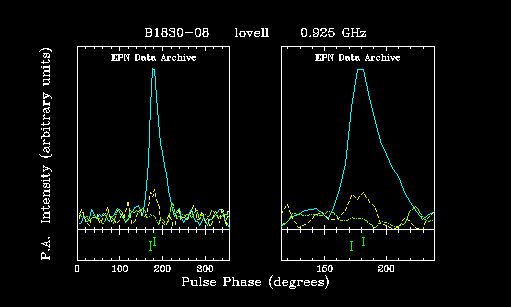 B1830-08 lovell 0.925 GHz
EPN Data Archive EPN Data Archive
P.A. Intensity (arbitrary units)
0 100 200 300 160 200
Pulse Phase (degrees)